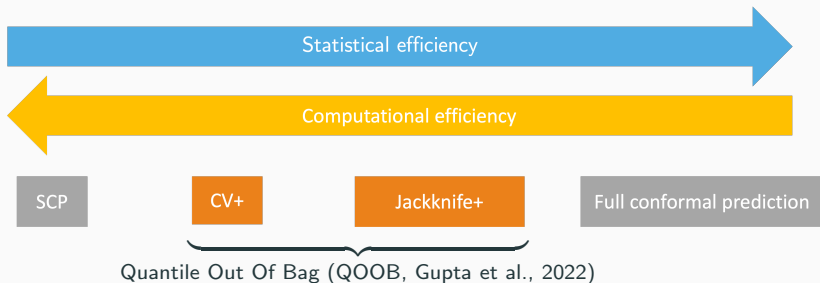 Statistical efficiency
Computational efficiency
SCP
CV+
Jackknife+
Full conformal prediction
Quantile Out Of Bag (QOOB, Gupta et al., 2022)